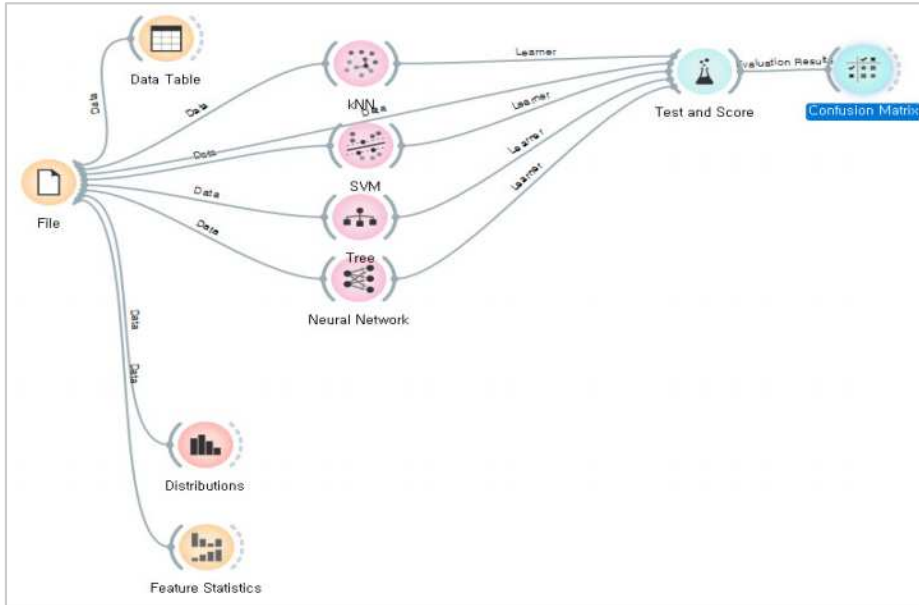 Data Table
Data
kNN
Data
Learner
Data
SVM
Data
Learner
Tree
Data
Learner
Neural Network
Data
Learner
File
Test and Score
Evaluation Results
Confusion Matrix
Data
Data
Distributions
Feature Statistics